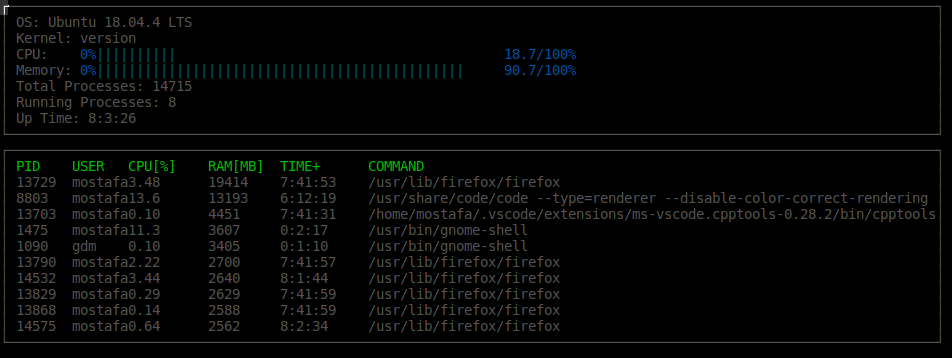 OS: Ubuntu 18.04.4 LTS
Kernel: version
CPU: 0%|||||||||| 18.7/100%
Memory: 0%|||||||||||||||||||||||||||||||||||||||||||||| 90.7/100%
Total Processes: 14715
Running Processes: 8
Up Time: 8:3:26
PID USER CPU[%] RAM[MB] TIME+ COMMAND
13729 mostafa3.48 19414 7:41:53 /usr/lib/firefox/firefox
8803 mostafa13.6 13193 6:12:19 /usr/share/code/code --type=renderer --disable-color-correct-rendering
13703 mostafa0.10 4451 7:41:31 /home/mostafa/.vscode/extensions/ms-vscode.cpptools-0.28.2/bin/cpptools
1475 mostafa11.3 3607 0:2:17 /usr/bin/gnome-shell
1090 gdm 0.10 3405 0:1:10 /usr/bin/gnome-shell
13790 mostafa2.22 2700 7:41:57 /usr/lib/firefox/firefox
14532 mostafa3.44 2640 8:1:44 /usr/lib/firefox/firefox
13829 mostafa0.29 2629 7:41:59 /usr/lib/firefox/firefox
13868 mostafa0.14 2588 7:41:59 /usr/lib/firefox/firefox
14575 mostafa0.64 2562 8:2:34 /usr/lib/firefox/firefox